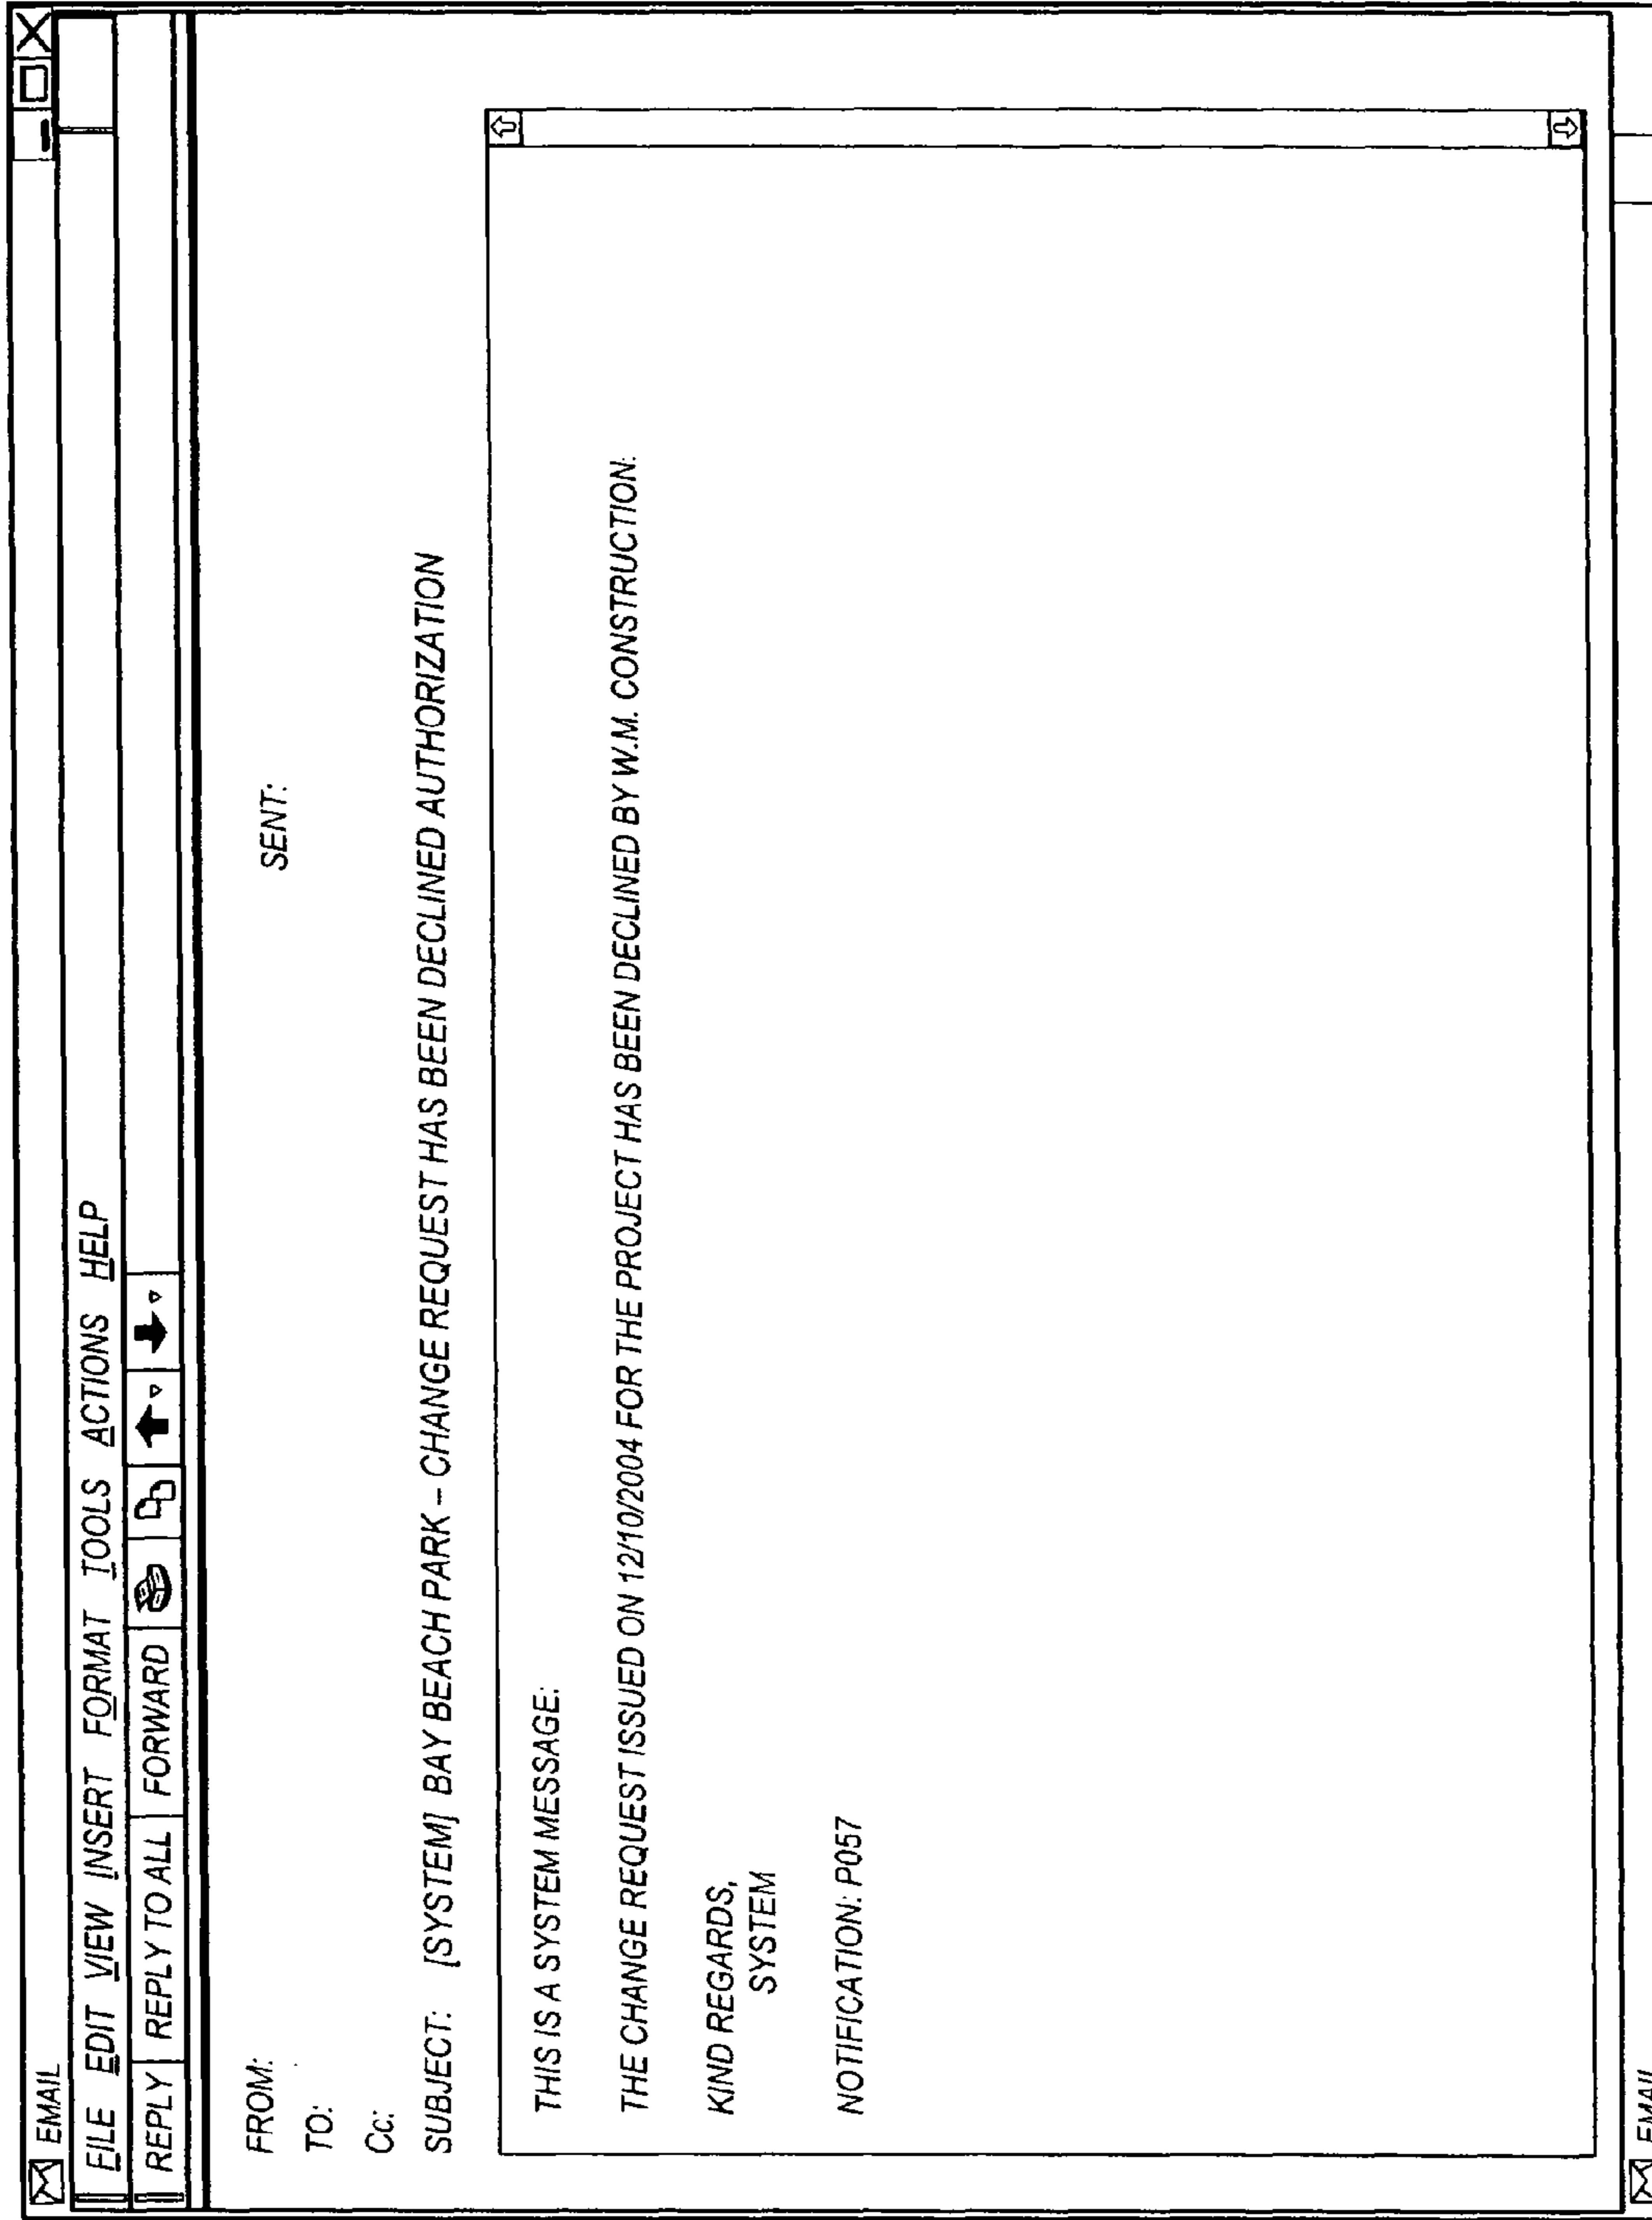 EMAIL
FILE EDIT VIEW INSERT FORMAT TOOLS ACTIONS HELP
REPLY REPLY TO ALL FORWARD
FROM: SENT:
TO:
Cc:
SUBJECT: [SYSTEM] BAY BEACH PARK – CHANGE REQUEST HAS BEEN DECLINED AUTHORIZATION
THIS IS A SYSTEM MESSAGE:
THE CHANGE REQUEST ISSUED ON 12/10/2004 FOR THE PROJECT HAS BEEN DECLINED BY W.M. CONSTRUCTION:
KIND REGARDS,
SYSTEM
NOTIFICATION: P057
EMAIL